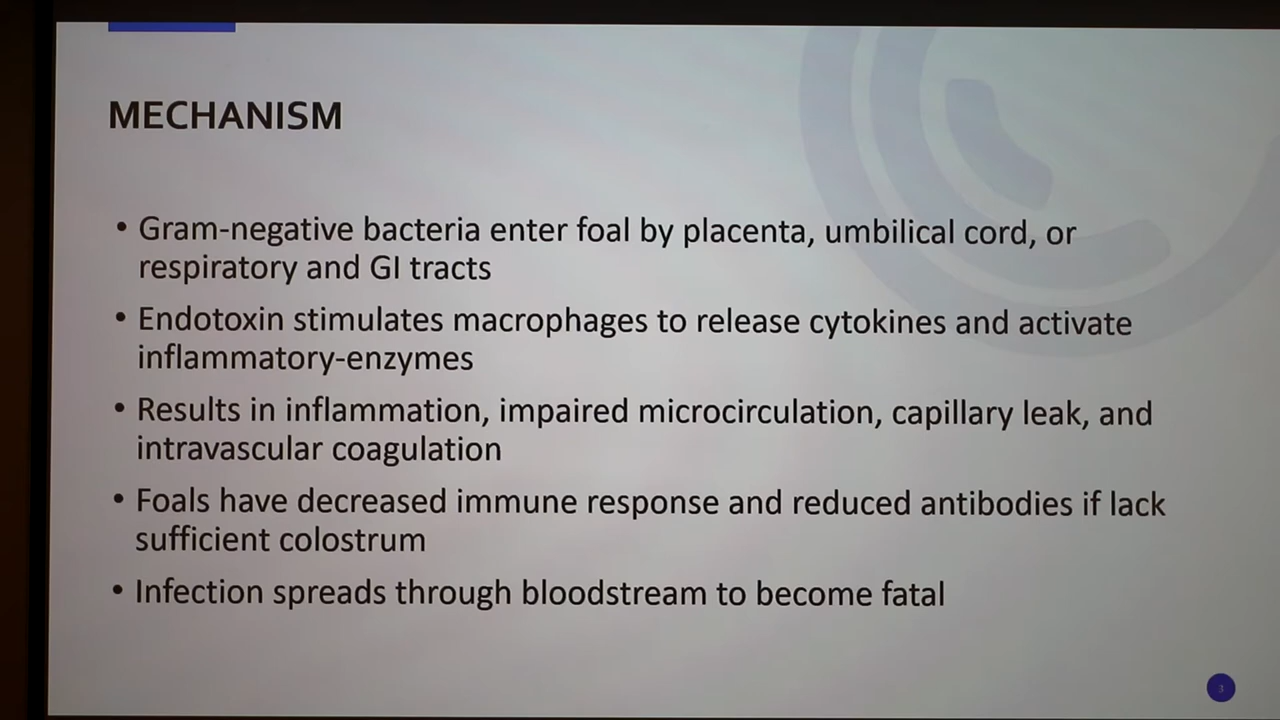 MECHANISM
• Gram-negative bacteria enter foal by placenta, umbilical cord, or
respiratory and GI tracts
• Endotoxin stimulates macrophages to release cytokines and activate
inflammatory-enzymes
• Results in inflammation, impaired microcirculation, capillary leak, and
intravascular coagulation
• Foals have decreased immune response and reduced antibodies if lack
sufficient colostrum
• Infection spreads through bloodstream to become fatal
3